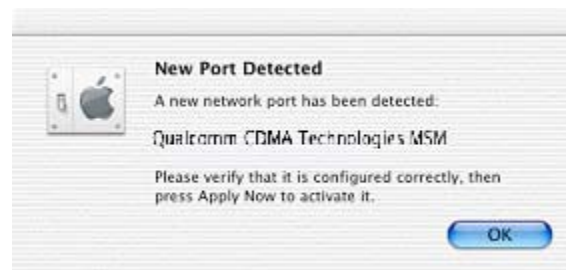 New Port Detected
A new network port has been detected:
Qualcomm CDMA Technologies MSM
Please verify that it is configured correctly, then
press Apply Now to activate it.
OK